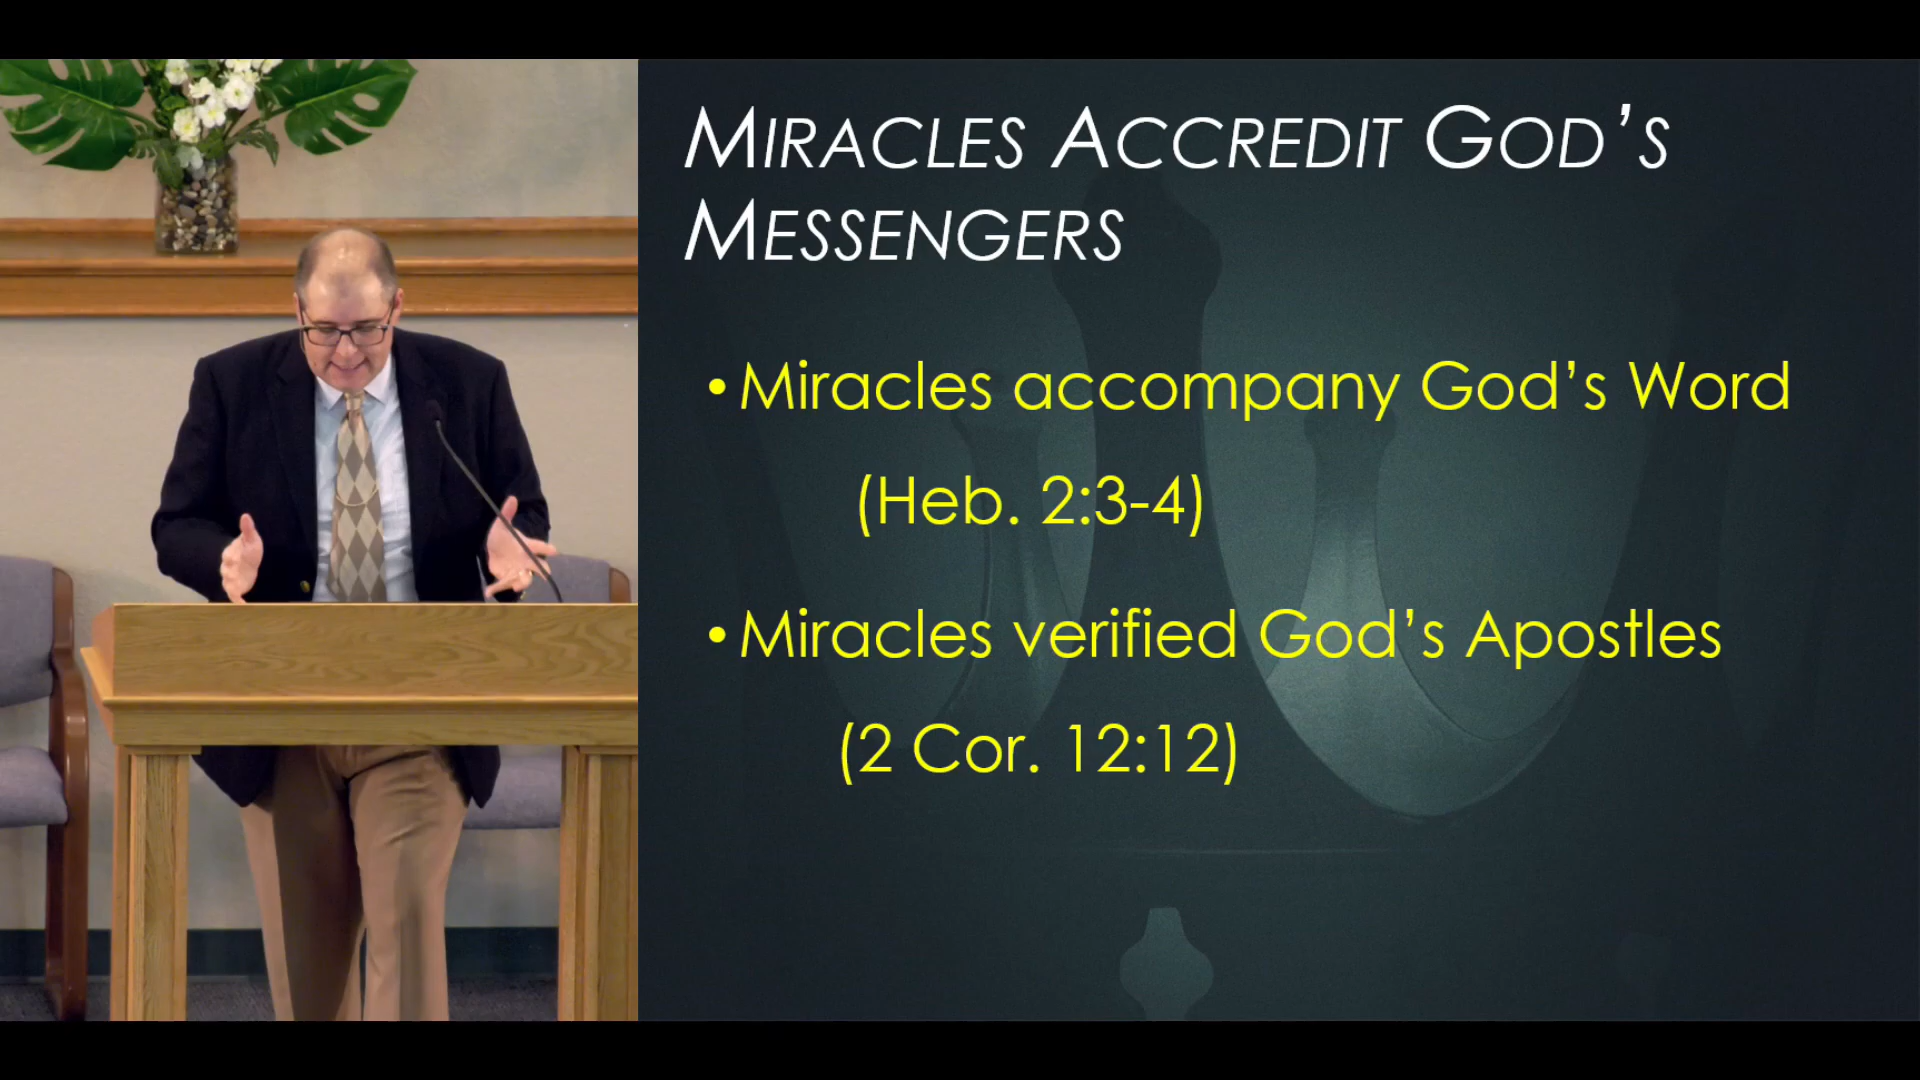 Miracles Accredit God’s
Messengers
• Miracles accompany God’s Word
(Heb. 2:3-4)
• Miracles verified God’s Apostles
(2 Cor. 12:12)